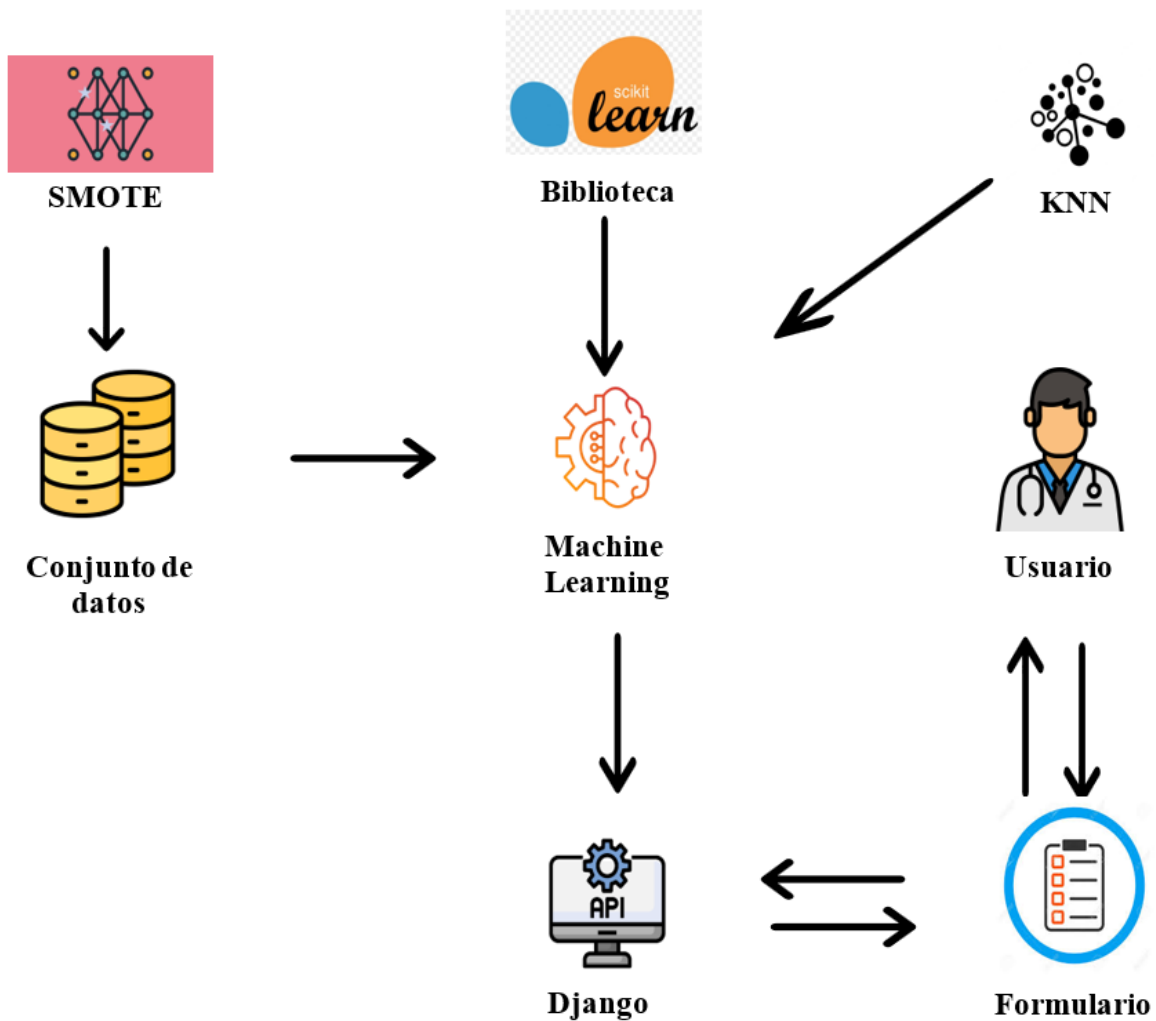 scikit
learn
SMOTE
Biblioteca
KNN
Conjunto de
datos
Machine
Learning
Usuario
API
Django
Formulario